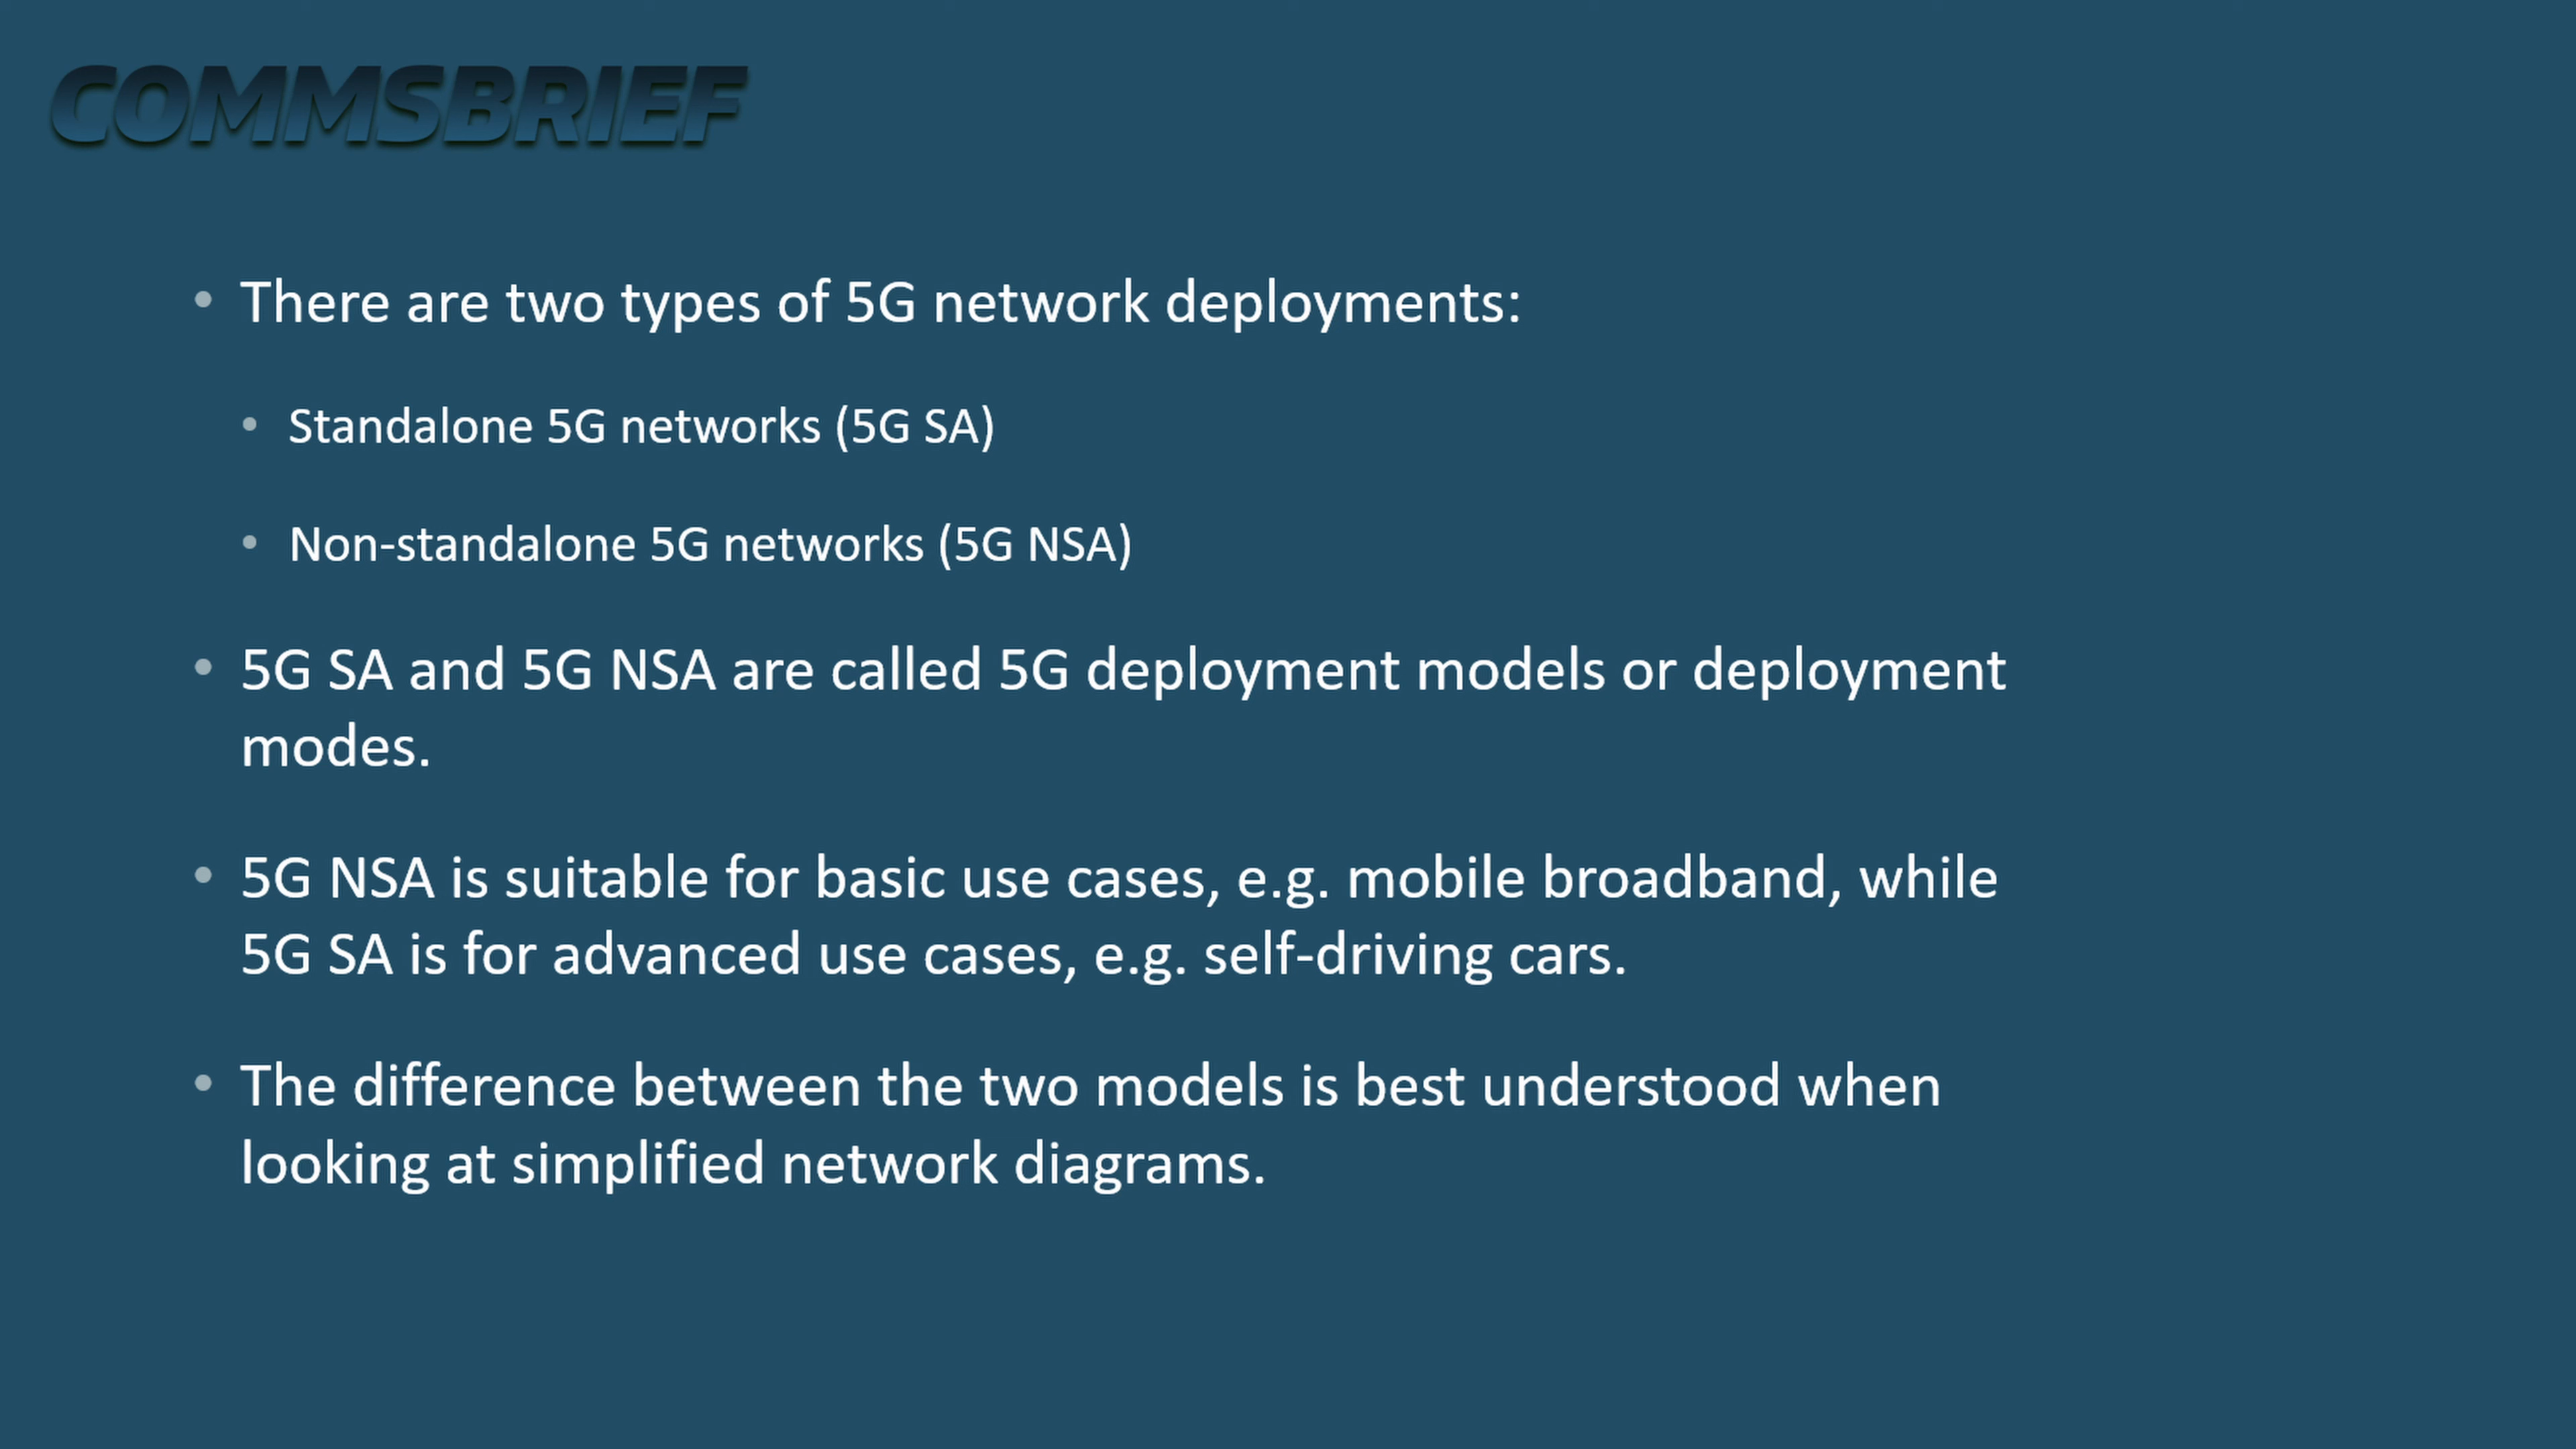 COMMSBRIEF
• There are two types of 5G network deployments:
• Standalone 5G networks (5G SA)
• Non-standalone 5G networks (5G NSA)
• 5G SA and 5G NSA are called 5G deployment models or deployment
modes.
• 5G NSA is suitable for basic use cases, e.g. mobile broadband, while
5G SA is for advanced use cases, e.g. self-driving cars.
• The difference between the two models is best understood when
looking at simplified network diagrams.